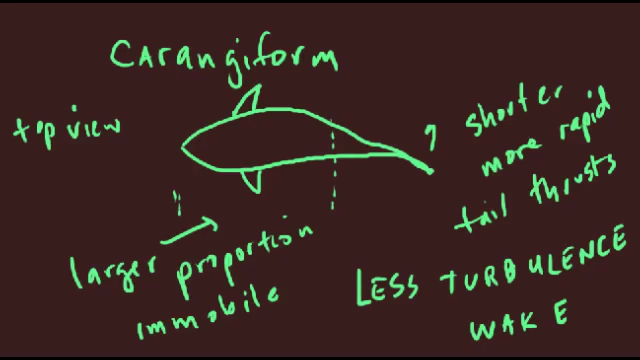 Carangiform
top view
shorter
more rapid
tail thrusts
larger proportion
immobile
LESS TURBULENCE
WAKE